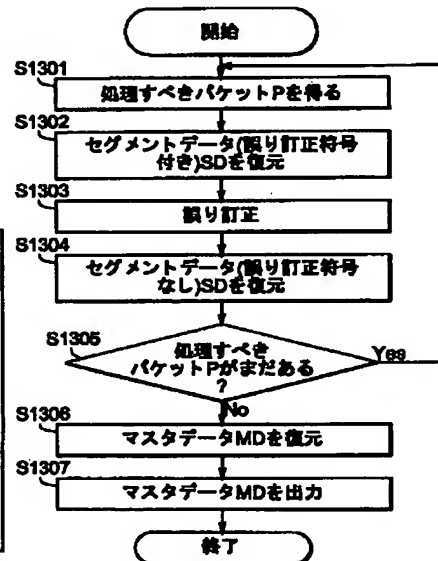 開始
S1301
処理すべきパケットPを得る
S1302
セグメントデータ(誤り訂正符号
付き)SDを復元
S1303
誤り訂正
S1304
セグメントデータ(誤り訂正符号
なし)SDを復元
S1305
処理すべき
パケットPがまだある
?
Yes
No
S1306
マスタデータMDを復元
S1307
マスタデータMDを出力
終了